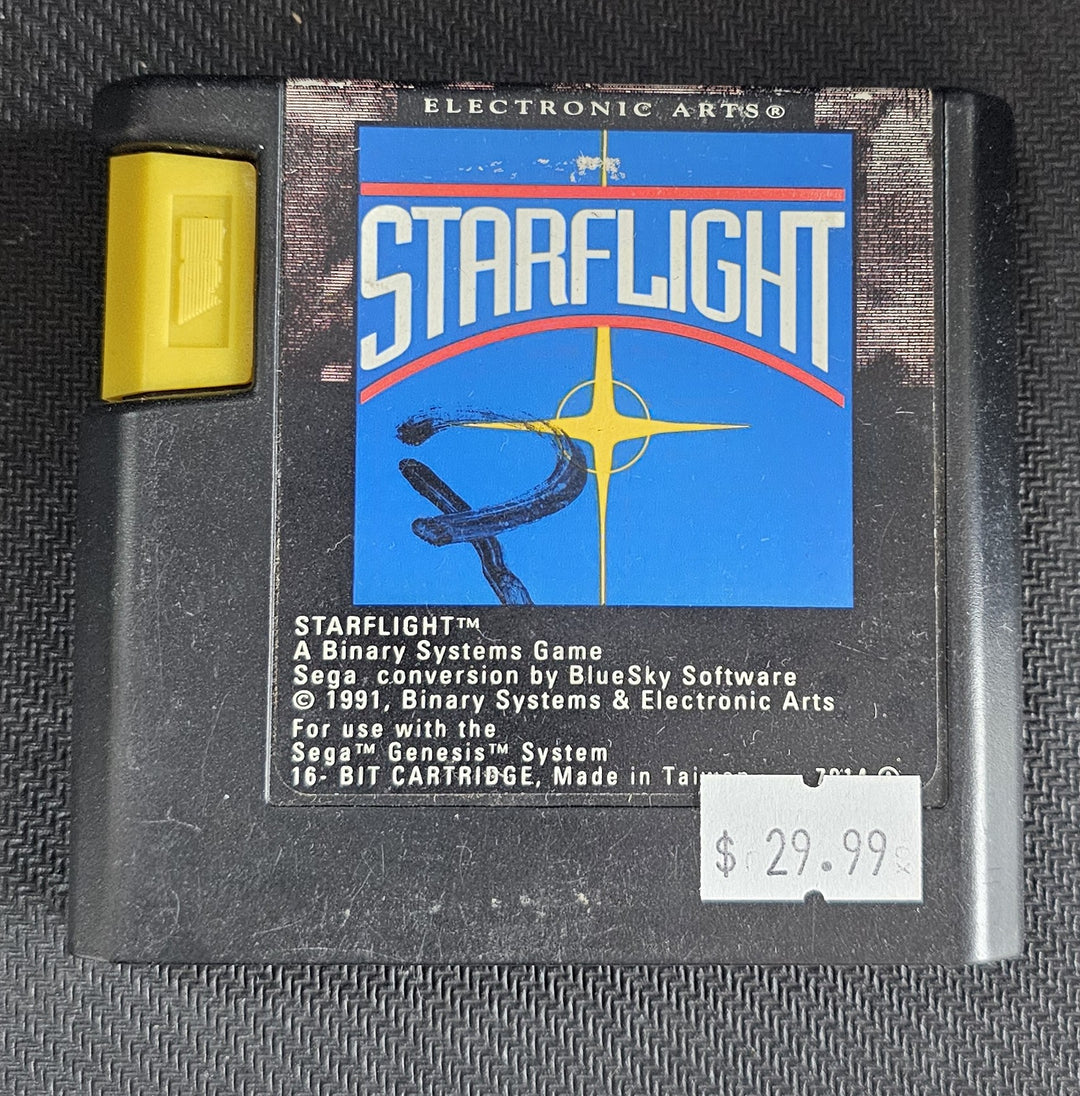 ELECTRONIC ARTS®
STARFLIGHT
STARFLIGHT™
A Binary Systems Game
Sega conversion by BlueSky Software
© 1991, Binary Systems & Electronic Arts
For use with the
Sega™ Genesis™ System
16- BIT CARTRIDGE, Made in Taiwan
$ 29.99